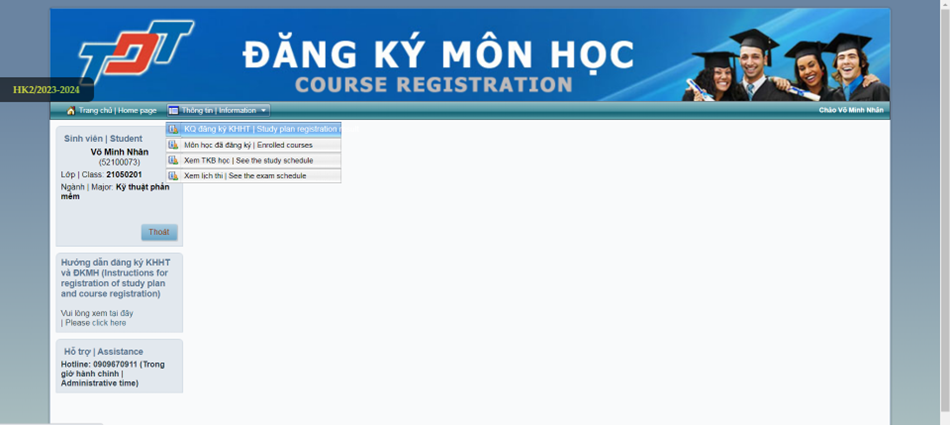 TDT
ĐĂNG KÝ MÔN HỌC
COURSE REGISTRATION
HK2/2023-2024
Trang chủ | Home page
Thông tin | Information
Chào Võ Minh Nhân
KQ đăng ký KHHT | Study plan registration
Môn học đã đăng ký | Enrolled courses
Xem TKB học | See the study schedule
Xem lịch thi | See the exam schedule
Sinh viên | Student
Võ Minh Nhân
(52100073)
Lớp | Class: 21050201
Ngành | Major: Kỹ thuật phần
mềm
Thoát
Hướng dẫn đăng ký KHHT
và ĐKMH (Instructions for
registration of study plan
and course registration)
Vui lòng xem tại đây
| Please click here
Hỗ trợ | Assistance
Hotline: 0909670911 (Trong
giờ hành chính |
Administrative time)